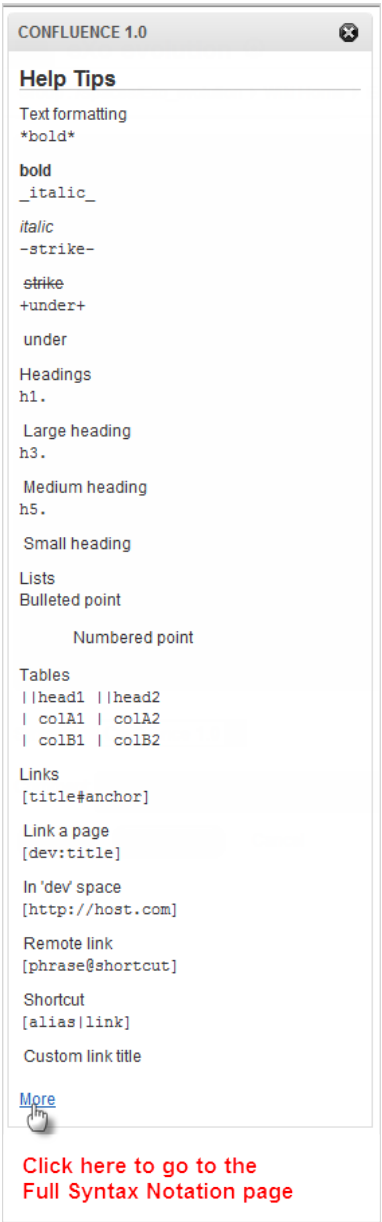 CONFLUENCE 1.0
Help Tips
Text formatting
*bold*
bold
_italic_
italic
-strike-
strike
+under+
under
Headings
h1.
Large heading
h3.
Medium heading
h5.
Small heading
Lists
Bulleted point
Numbered point
Tables
||head1 ||head2
| colA1 | colA2
| colB1 | colB2
Links
[title#anchor]
Link a page
[dev:title]
In 'dev' space
[http://host.com]
Remote link
[phrase@shortcut]
Shortcut
[alias|link]
Custom link title
More
Click here to go to the
Full Syntax Notation page